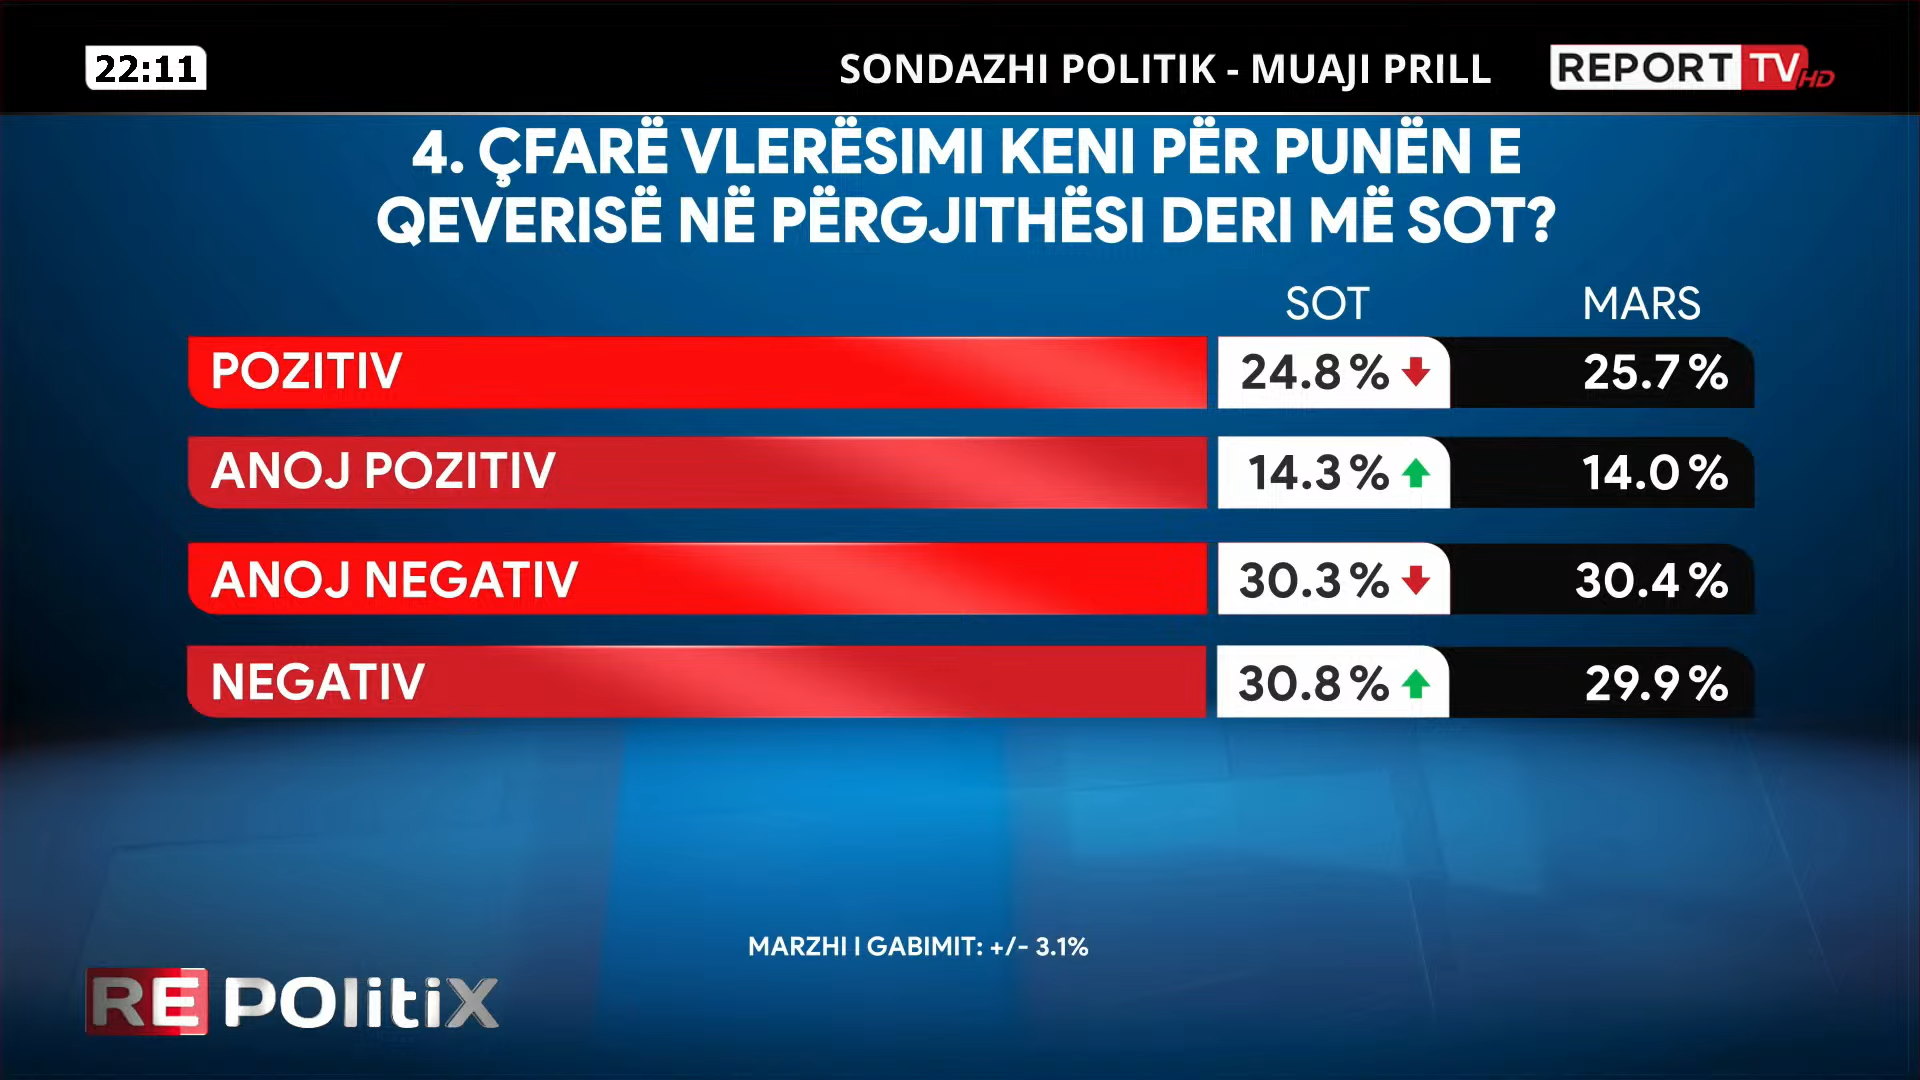 22:11
SONDAZHI POLITIK - MUAJI PRILL
REPORT TV HD
4. ÇFARË VLERËSIMI KENI PËR PUNËN E
QEVERISË NË PËRGJITHËSI DERI MË SOT?
SOT MARS
POZITIV 24.8% 25.7%
ANOJ POZITIV 14.3% 14.0%
ANOJ NEGATIV 30.3% 30.4%
NEGATIV 30.8% 29.9%
MARZHI I GABIMIT: +/- 3.1%
RE POlitiX